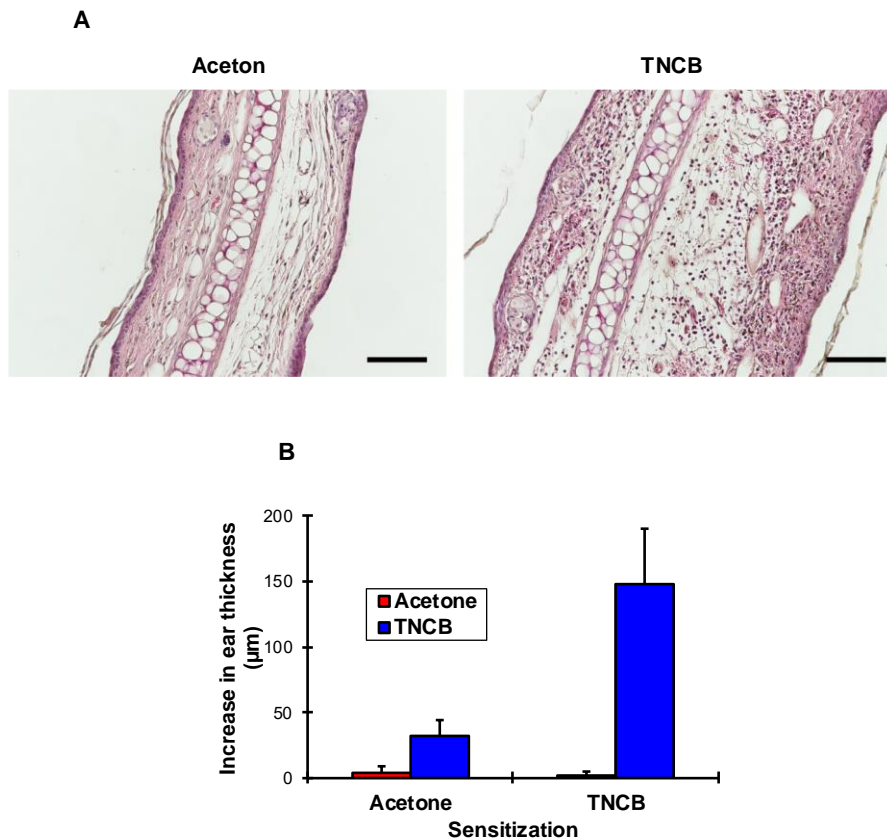 A
Aceton
TNCB
B
Increase in ear thickness
(µm)
200
150
100
50
0
Acetone
TNCB
Acetone
TNCB
Sensitization